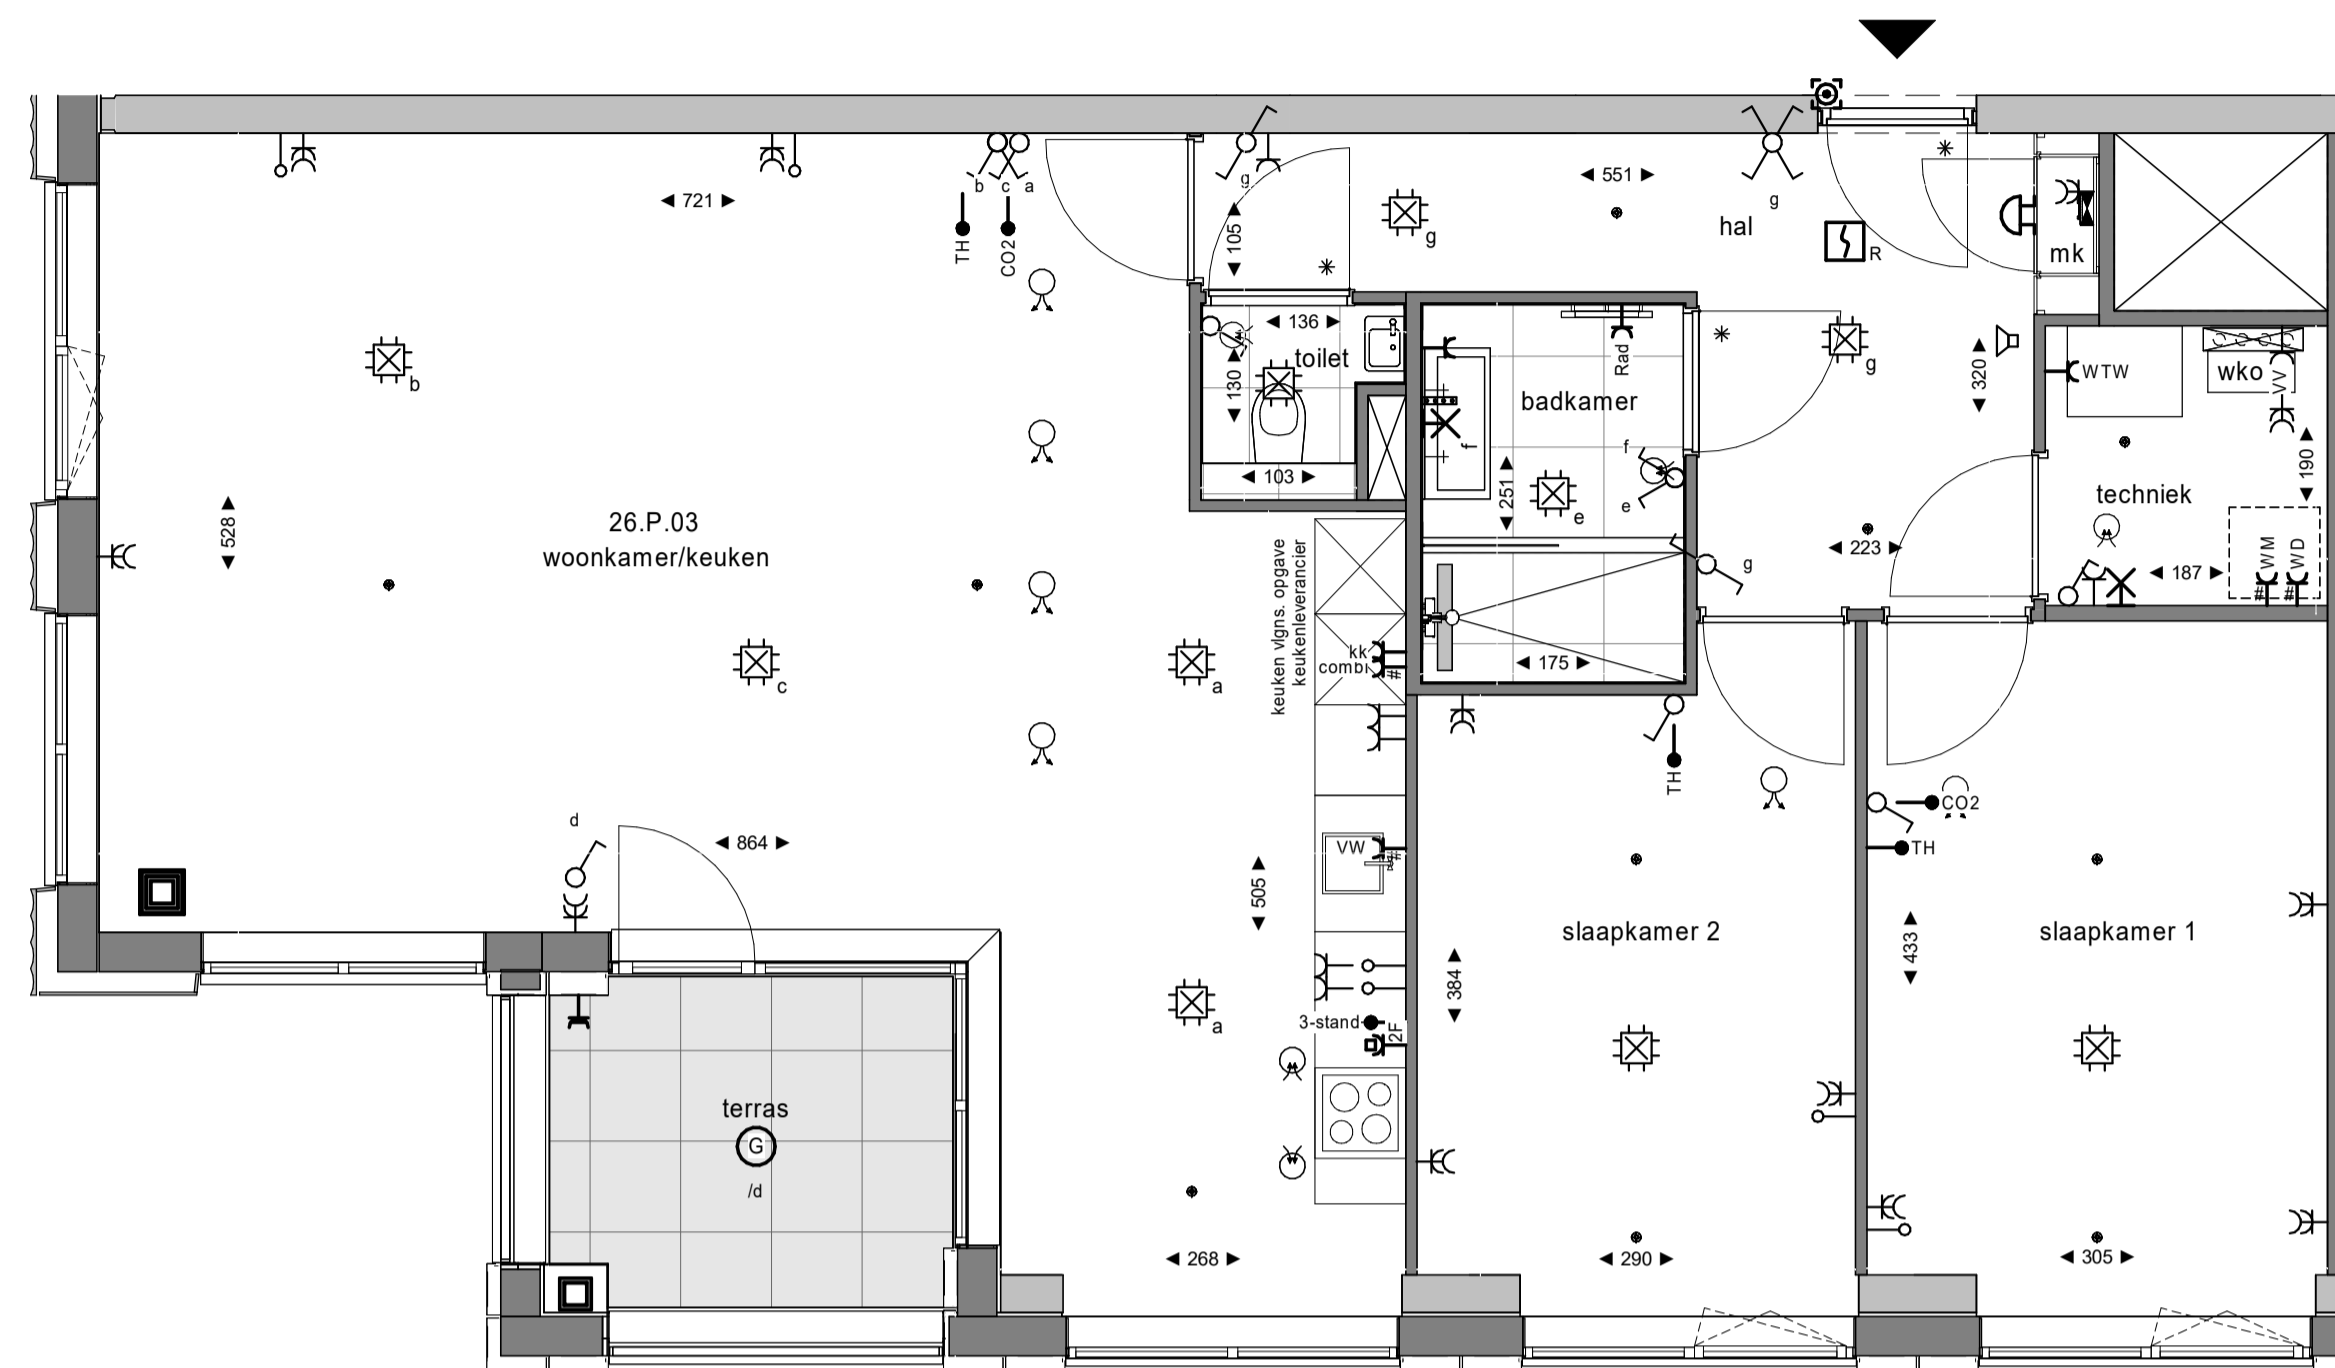 b c a
g
g
721
551
hal
105
g
R
mk
TH
CO2
136
toilet
130
103
Rad
badkamer
f
f
e
e
251
g
320
WTW
wko
VV
190
techniek
187
WM
WD
#
#
223
g
b
528
26.P.03
woonkamer/keuken
c
a
keuken vlgns. opgave
keukenleverancier
kk
combi
#
175
TH
CO2
TH
d
864
505
VW
#
384
slaapkamer 2
433
slaapkamer 1
a
3-stand
2F
terras
G
/d
268
290
305